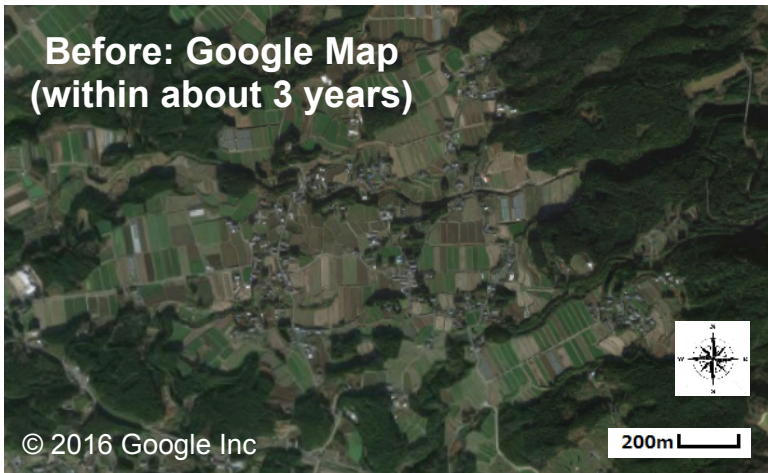 Before: Google Map
(within about 3 years)
N
W
© 2016 Google Inc
200m